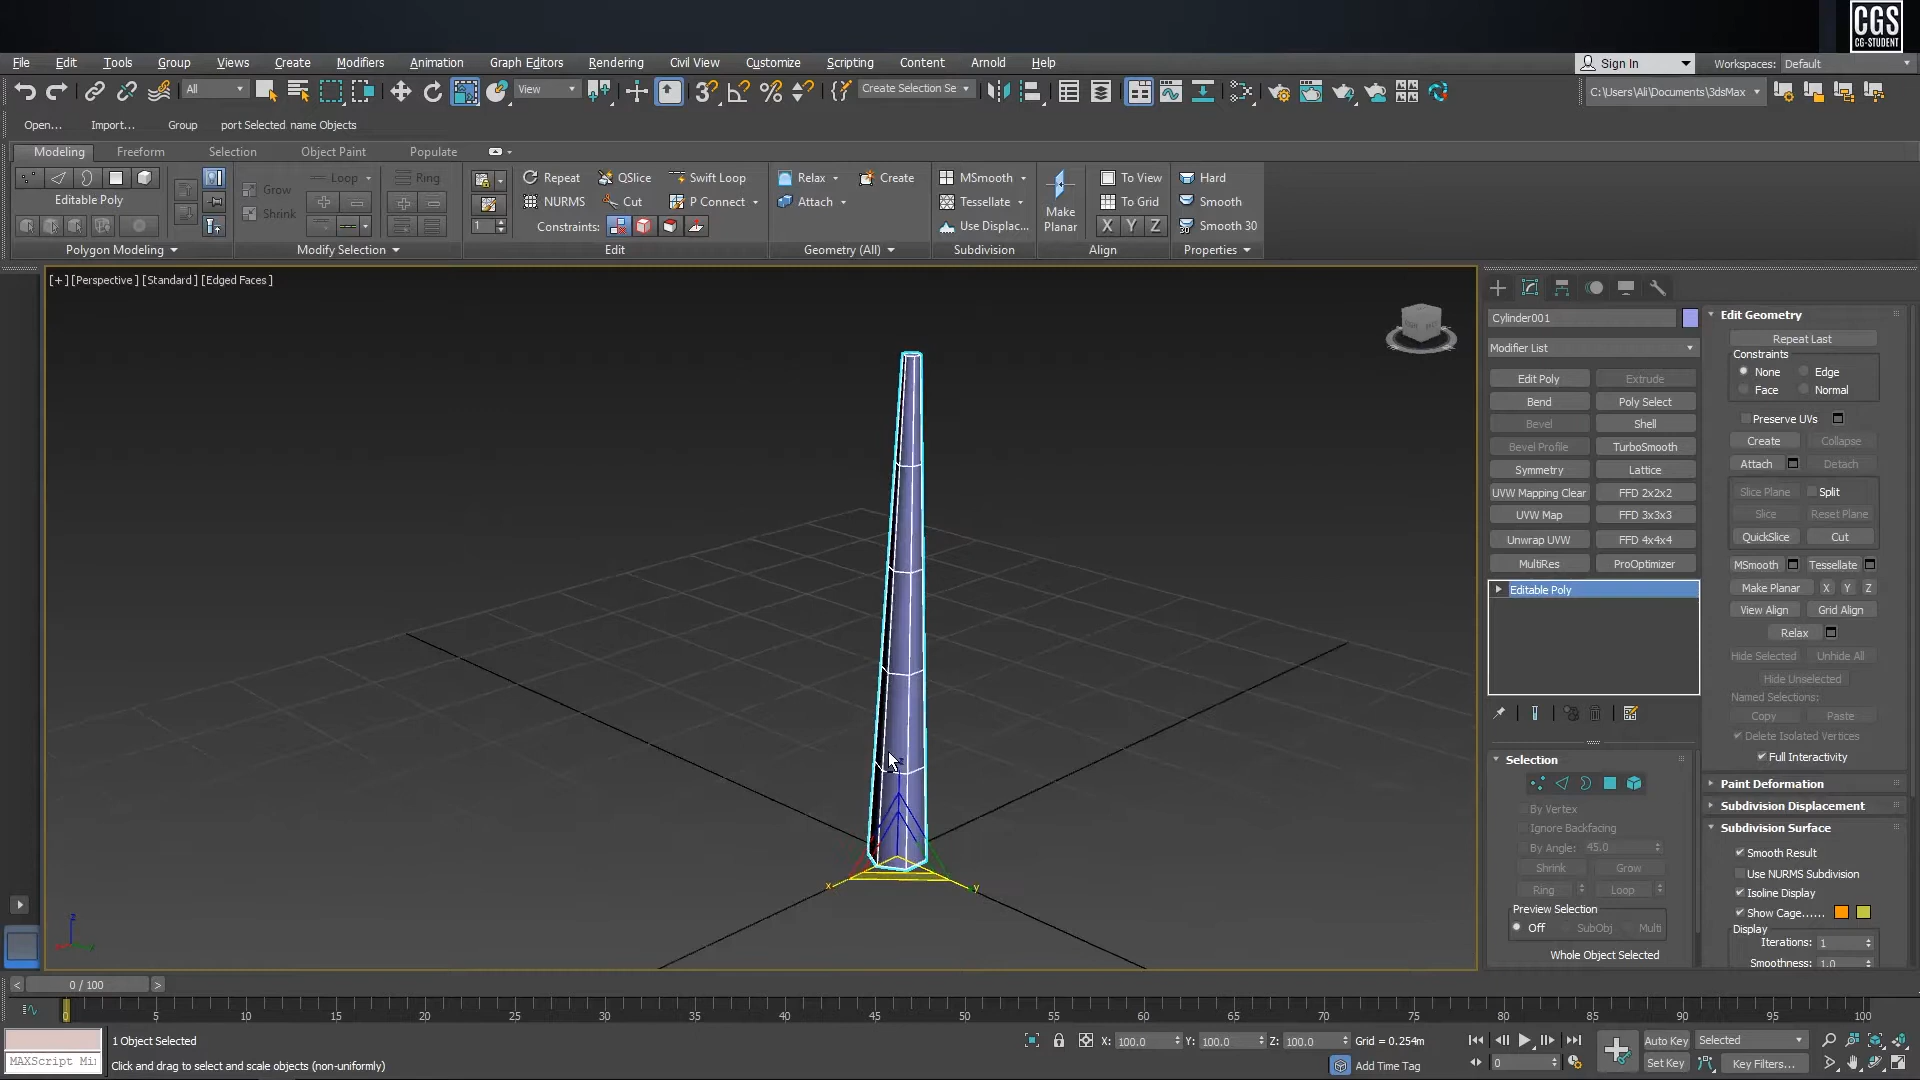 CGS
CG-STUDENT
File Edit Tools Group Views Create Modifiers Animation Graph Editors Rendering Civil View Customize Scripting Content Arnold Help
Sign In
Workspaces: Default
All
View
Create Selection Se
C:\Users\Ali\Documents\3dsMax
Open... Import... Group port Selected name Objects
Modeling Freeform Selection Object Paint Populate
Editable Poly
Polygon Modeling
Grow
Shrink
Loop
Ring
Modify Selection
1
Repeat QSlice Swift Loop
NURMS Cut P Connect
Constraints:
Edit
Relax Create
Attach
Geometry (All)
MSmooth
Tessellate
Use Displac...
Subdivision
Make
Planar
To View
To Grid
X Y Z
Align
Hard
Smooth
Smooth 30
Properties
[+] [Perspective ] [Standard ] [Edged Faces ]
x
y
z
Cylinder001
Modifier List
Edit Poly Extrude
Bend Poly Select
Bevel Shell
Bevel Profile TurboSmooth
Symmetry Lattice
UVW Mapping Clear FFD 2x2x2
UVW Map FFD 3x3x3
Unwrap UVW FFD 4x4x4
MultiRes ProOptimizer
Editable Poly
Selection
By Vertex
Ignore Backfacing
By Angle: 45.0
Shrink Grow
Ring Loop
Preview Selection
Off SubObj Multi
Whole Object Selected
Edit Geometry
Repeat Last
Constraints
None Edge
Face Normal
Preserve UVs
Create Collapse
Attach Detach
Slice Plane Split
Slice Reset Plane
QuickSlice Cut
MSmooth Tessellate
Make Planar X Y Z
View Align Grid Align
Relax
Hide Selected Unhide All
Hide Unselected
Named Selections:
Copy Paste
Delete Isolated Vertices
Full Interactivity
Paint Deformation
Subdivision Displacement
Subdivision Surface
Smooth Result
Use NURMS Subdivision
Isoline Display
Show Cage......
Display
Iterations: 1
Smoothness: 1.0
< 0 / 100 >
0 5 10 15 20 25 30 35 40 45 50 55 60 65 70 75 80 85 90 95 100
1 Object Selected
X: 100.0 Y: 100.0 Z: 100.0 Grid = 0.254m
Auto Key Selected
MAXScript Mi
Click and drag to select and scale objects (non-uniformly)
Add Time Tag
0
Set Key Key Filters...